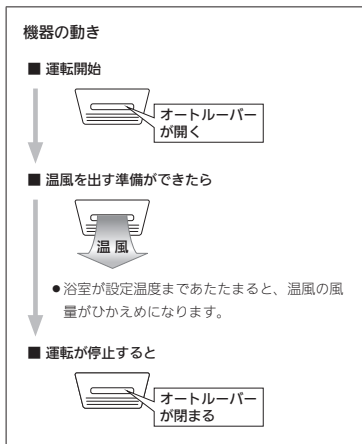 機器の動き
■ 運転開始
オートルーバー
が開く
■ 温風を出す準備ができたら
温 風
●浴室が設定温度まであたたまると、温風の風
量がひかえめになります。
■ 運転が停止すると
オートルーバー
が閉まる